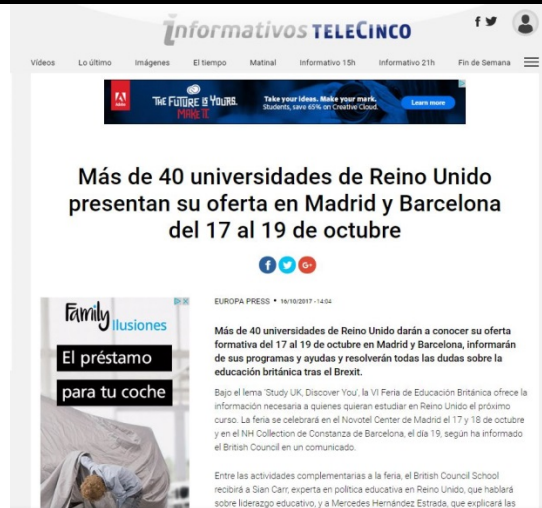 informativos TELECINCO
Vídeos Lo último Imágenes El tiempo Matinal Informativo 15h Informativo 21h Fin de Semana
Adobe
THE FUTURE IS YOURS.
MAKE IT
Take your ideas. Make your mark.
Students, save 65% on Creative Cloud.
Learn more
Más de 40 universidades de Reino Unido
presentan su oferta en Madrid y Barcelona
del 17 al 19 de octubre
EUROPA PRESS • 16/10/2017 - 14:04
Family Ilusiones
El préstamo
para tu coche
Más de 40 universidades de Reino Unido darán a conocer su oferta
formativa del 17 al 19 de octubre en Madrid y Barcelona, informarán
de sus programas y ayudas y resolverán todas las dudas sobre la
educación británica tras el Brexit.
Bajo el lema 'Study UK, Discover You', la VI Feria de Educación Británica ofrece la
información necesaria a quienes quieran estudiar en Reino Unido el próximo
curso. La feria se celebrará en el Novotel Center de Madrid el 17 y 18 de octubre
y en el NH Collection de Constanza de Barcelona, el día 19, según ha informado
el British Council en un comunicado.
Entre las actividades complementarias a la feria, el British Council School
recibirá a Sian Carr, experta en política educativa en Reino Unido, que hablará
sobre liderazgo educativo, y a Mercedes Hernández Estrada, que explicará las